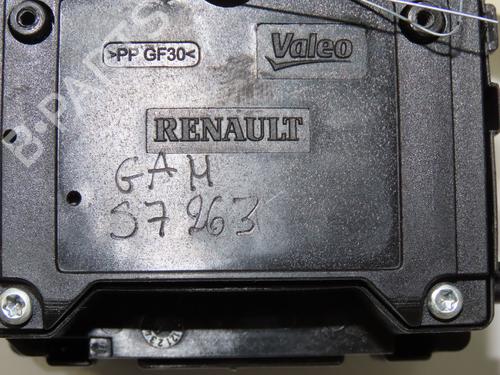 >PP GF30<
Valeo
RENAULT
GAM
S7263
B-PARTS